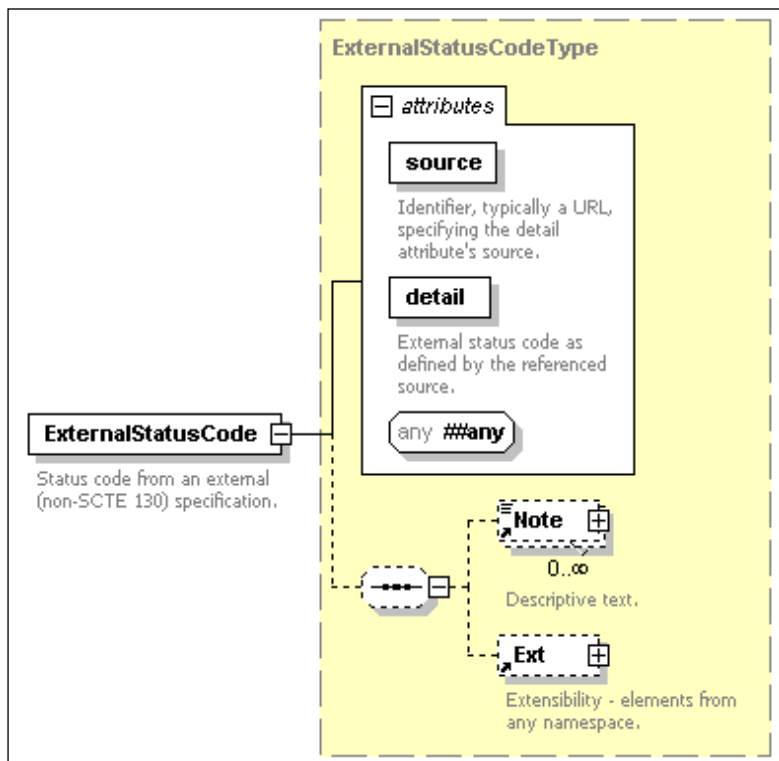 ExternalStatusCodeType
attributes
source
Identifier, typically a URL,
specifying the detail
attribute's source.
detail
External status code as
defined by the referenced
source.
any ##any
ExternalStatusCode
Status code from an external
(non-SCTE 130) specification.
Note
0..∞
Descriptive text.
Ext
Extensibility - elements from
any namespace.